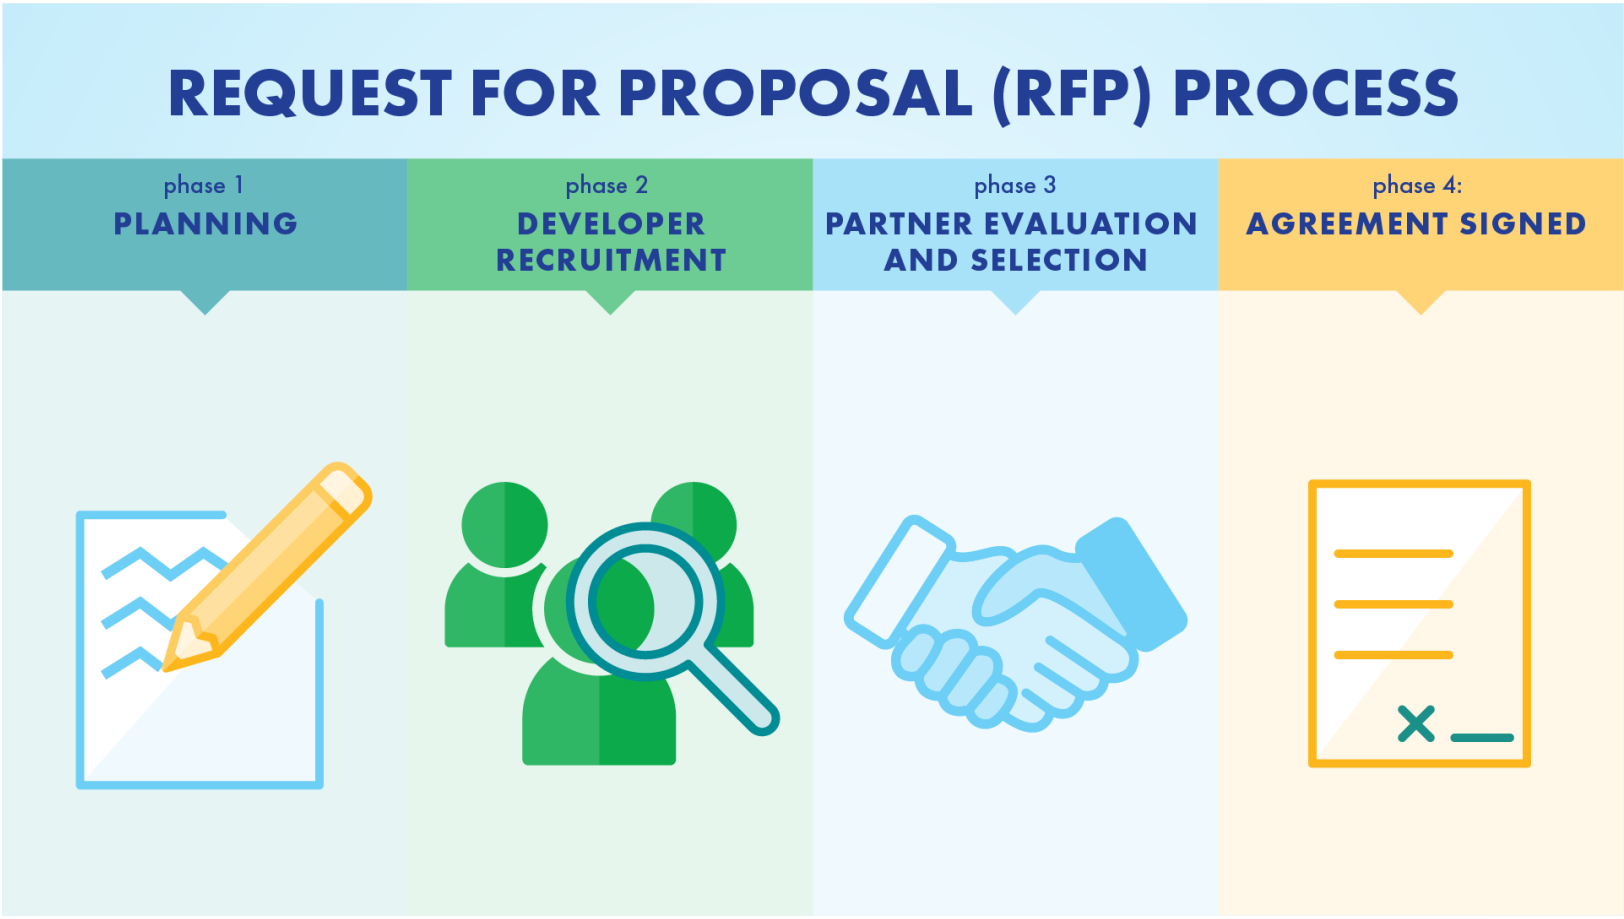 REQUEST FOR PROPOSAL (RFP) PROCESS
phase 1
PLANNING
phase 2
DEVELOPER
RECRUITMENT
phase 3
PARTNER EVALUATION
AND SELECTION
phase 4:
AGREEMENT SIGNED